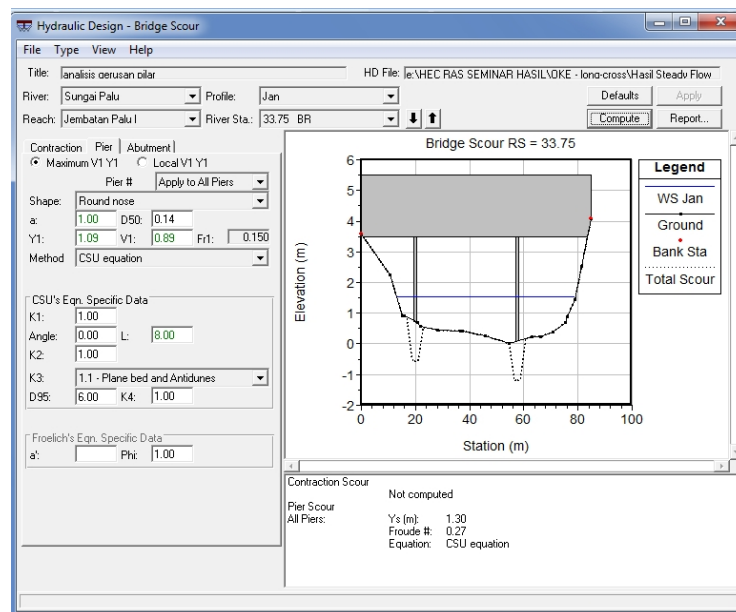 Hydraulic Design - Bridge Scour
File Type View Help
Title: analisis gerusan pilar HD File: e:\HEC RAS SEMINAR HASIL\OKE - long-cross\Hasil Steady Flow
River: Sungai Palu Profile: Jan Defaults Apply
Reach: Jembatan Palu I River Sta.: 33.75 BR Compute Report...
Contraction Pier Abutment
Maximum V1 Y1 Local V1 Y1
Pier # Apply to All Piers
Shape: Round nose
a: 1.00 D50: 0.14
Y1: 1.09 V1: 0.89 Fr1: 0.150
Method CSU equation
CSU's Eqn. Specific Data
K1: 1.00
Angle: 0.00 L: 8.00
K2: 1.00
K3: 1.1 - Plane bed and Antidunes
D95: 6.00 K4: 1.00
Froelich's Eqn. Specific Data
a': Phi: 1.00
Bridge Scour RS = 33.75
Elevation (m)
6
5
4
3
2
1
0
-1
-2
0 20 40 60 80 100
Station (m)
Legend
WS Jan
Ground
Bank Sta
Total Scour
Contraction Scour
Not computed
Pier Scour
All Piers: Ys (m): 1.30
Froude #: 0.27
Equation: CSU equation